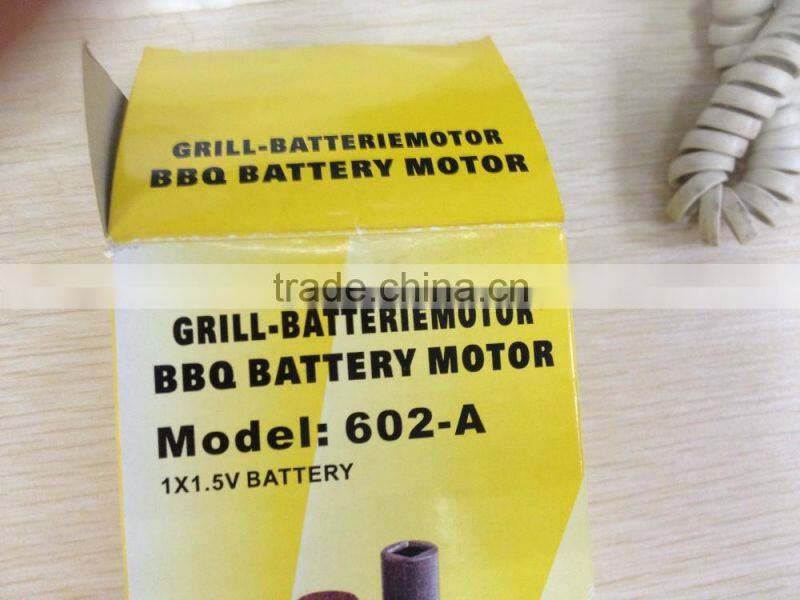 GRILL-BATTERIEMOTOR
BBQ BATTERY MOTOR
trade.china.cn
GRILL-BATTERIEMOTOR
BBQ BATTERY MOTOR
Model: 602-A
1X1.5V BATTERY